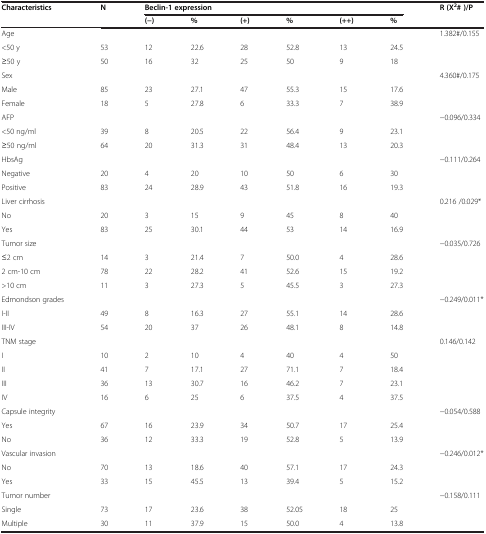 Characteristics N Beclin-1 expression R (X2# )/P
(−) % (+) % (++) %
Age 1.382#/0.155
<50 y 53 12 22.6 28 52.8 13 24.5
≥50 y 50 16 32 25 50 9 18
Sex 4.360#/0.175
Male 85 23 27.1 47 55.3 15 17.6
Female 18 5 27.8 6 33.3 7 38.9
AFP −0.096/0.334
<50 ng/ml 39 8 20.5 22 56.4 9 23.1
≥50 ng/ml 64 20 31.3 31 48.4 13 20.3
HbsAg −0.111/0.264
Negative 20 4 20 10 50 6 30
Positive 83 24 28.9 43 51.8 16 19.3
Liver cirrhosis 0.216 /0.029*
No 20 3 15 9 45 8 40
Yes 83 25 30.1 44 53 14 16.9
Tumor size −0.035/0.726
≤2 cm 14 3 21.4 7 50.0 4 28.6
2 cm-10 cm 78 22 28.2 41 52.6 15 19.2
>10 cm 11 3 27.3 5 45.5 3 27.3
Edmondson grades −0.249/0.011*
I-II 49 8 16.3 27 55.1 14 28.6
III-IV 54 20 37 26 48.1 8 14.8
TNM stage 0.146/0.142
I 10 2 10 4 40 4 50
II 41 7 17.1 27 71.1 7 18.4
III 36 13 30.7 16 46.2 7 23.1
IV 16 6 25 6 37.5 4 37.5
Capsule integrity −0.054/0.588
Yes 67 16 23.9 34 50.7 17 25.4
No 36 12 33.3 19 52.8 5 13.9
Vascular invasion −0.246/0.012*
No 70 13 18.6 40 57.1 17 24.3
Yes 33 15 45.5 13 39.4 5 15.2
Tumor number −0.158/0.111
Single 73 17 23.6 38 52.05 18 25
Multiple 30 11 37.9 15 50.0 4 13.8